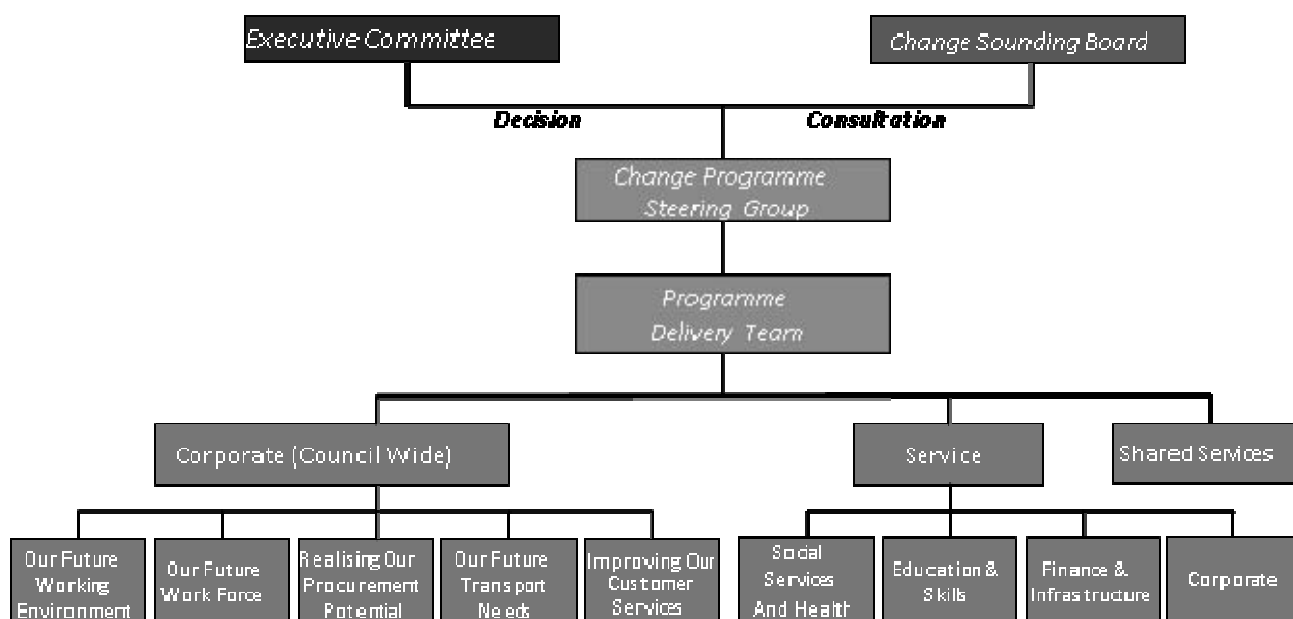 Executive Committee
Change Sounding Board
Decision
Consultation
Change Programme
Steering Group
Programme
Delivery Team
Corporate (Council Wide)
Service
Shared Services
Our Future
Working
Environment
Our Future
Work Force
Realising Our
Procurement
Potential
Our Future
Transport
Needs
Improving Our
Customer
Services
Social
Services
And Health
Education &
Skills
Finance &
Infrastructure
Corporate